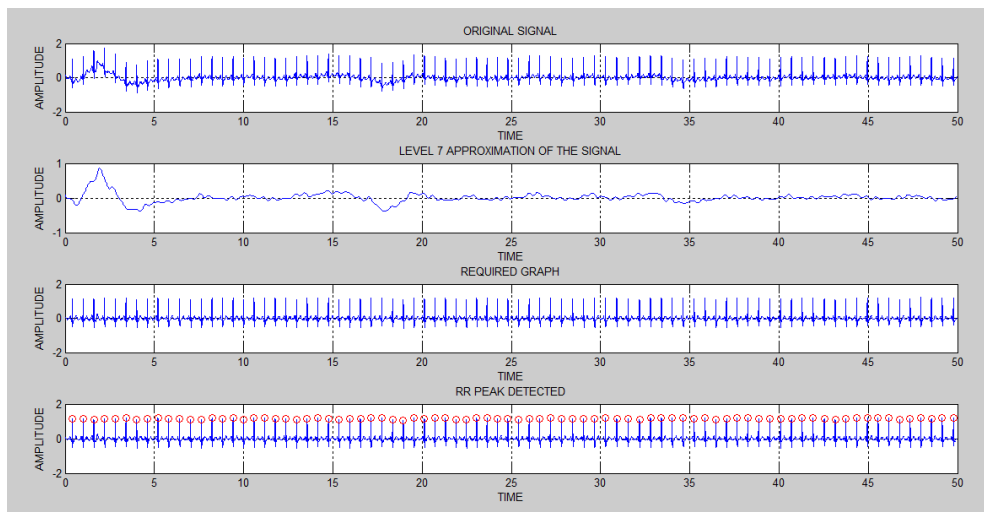 ORIGINAL SIGNAL
AMPLITUDE
2
0
-2
0 5 10 15 20 25 30 35 40 45 50
TIME
LEVEL 7 APPROXIMATION OF THE SIGNAL
AMPLITUDE
1
0
-1
0 5 10 15 20 25 30 35 40 45 50
TIME
REQUIRED GRAPH
AMPLITUDE
2
0
-2
0 5 10 15 20 25 30 35 40 45 50
TIME
RR PEAK DETECTED
AMPLITUDE
2
0
-2
0 5 10 15 20 25 30 35 40 45 50
TIME